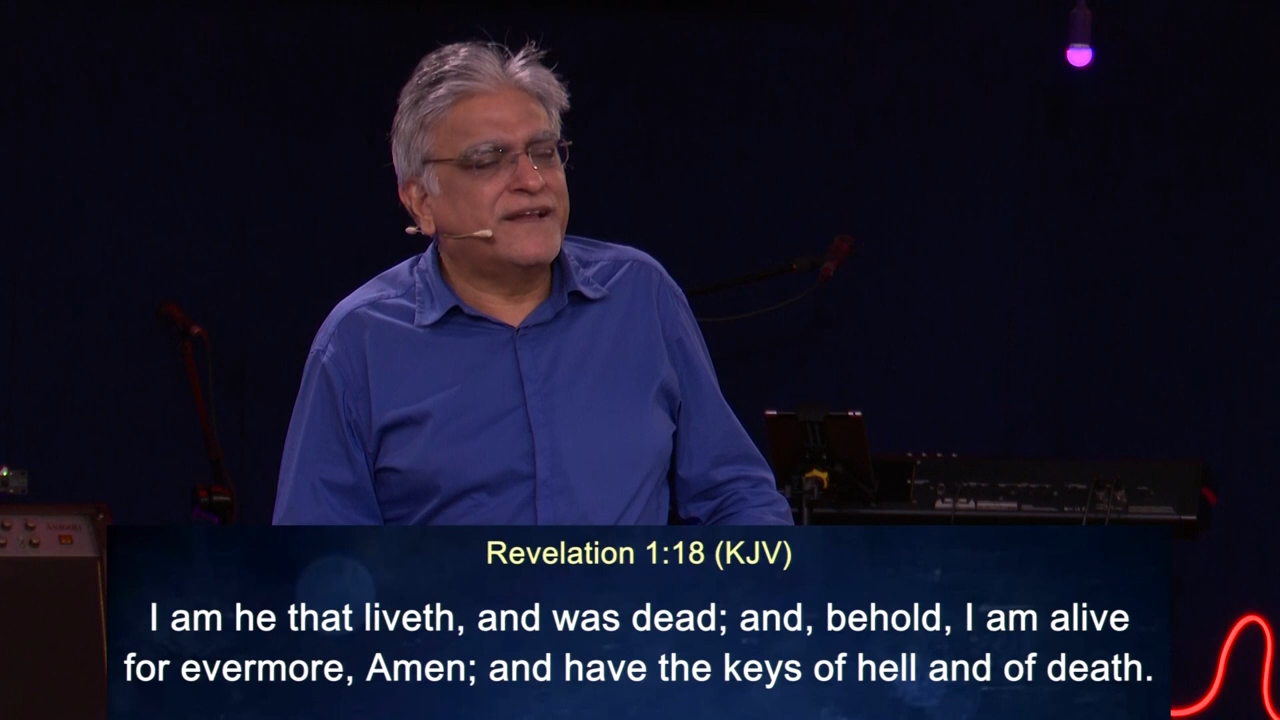 Revelation 1:18 (KJV)
I am he that liveth, and was dead; and, behold, I am alive
for evermore, Amen; and have the keys of hell and of death.